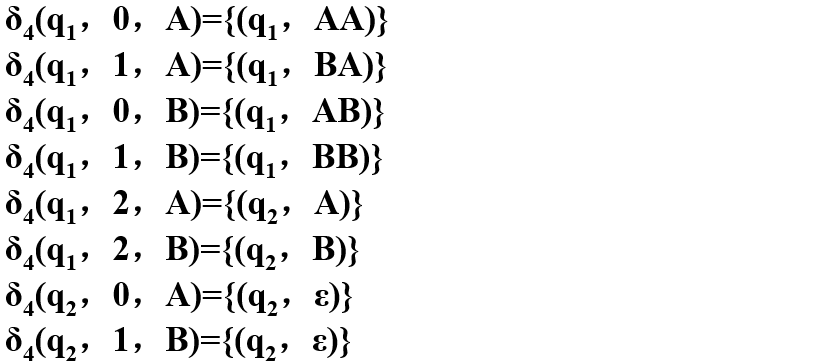 δ₄(q₁，0，A)={(q₁，AA)}
δ₄(q₁，1，A)={(q₁，BA)}
δ₄(q₁，0，B)={(q₁，AB)}
δ₄(q₁，1，B)={(q₁，BB)}
δ₄(q₁，2，A)={(q₂，A)}
δ₄(q₁，2，B)={(q₂，B)}
δ₄(q₂，0，A)={(q₂，ε)}
δ₄(q₂，1，B)={(q₂，ε)}